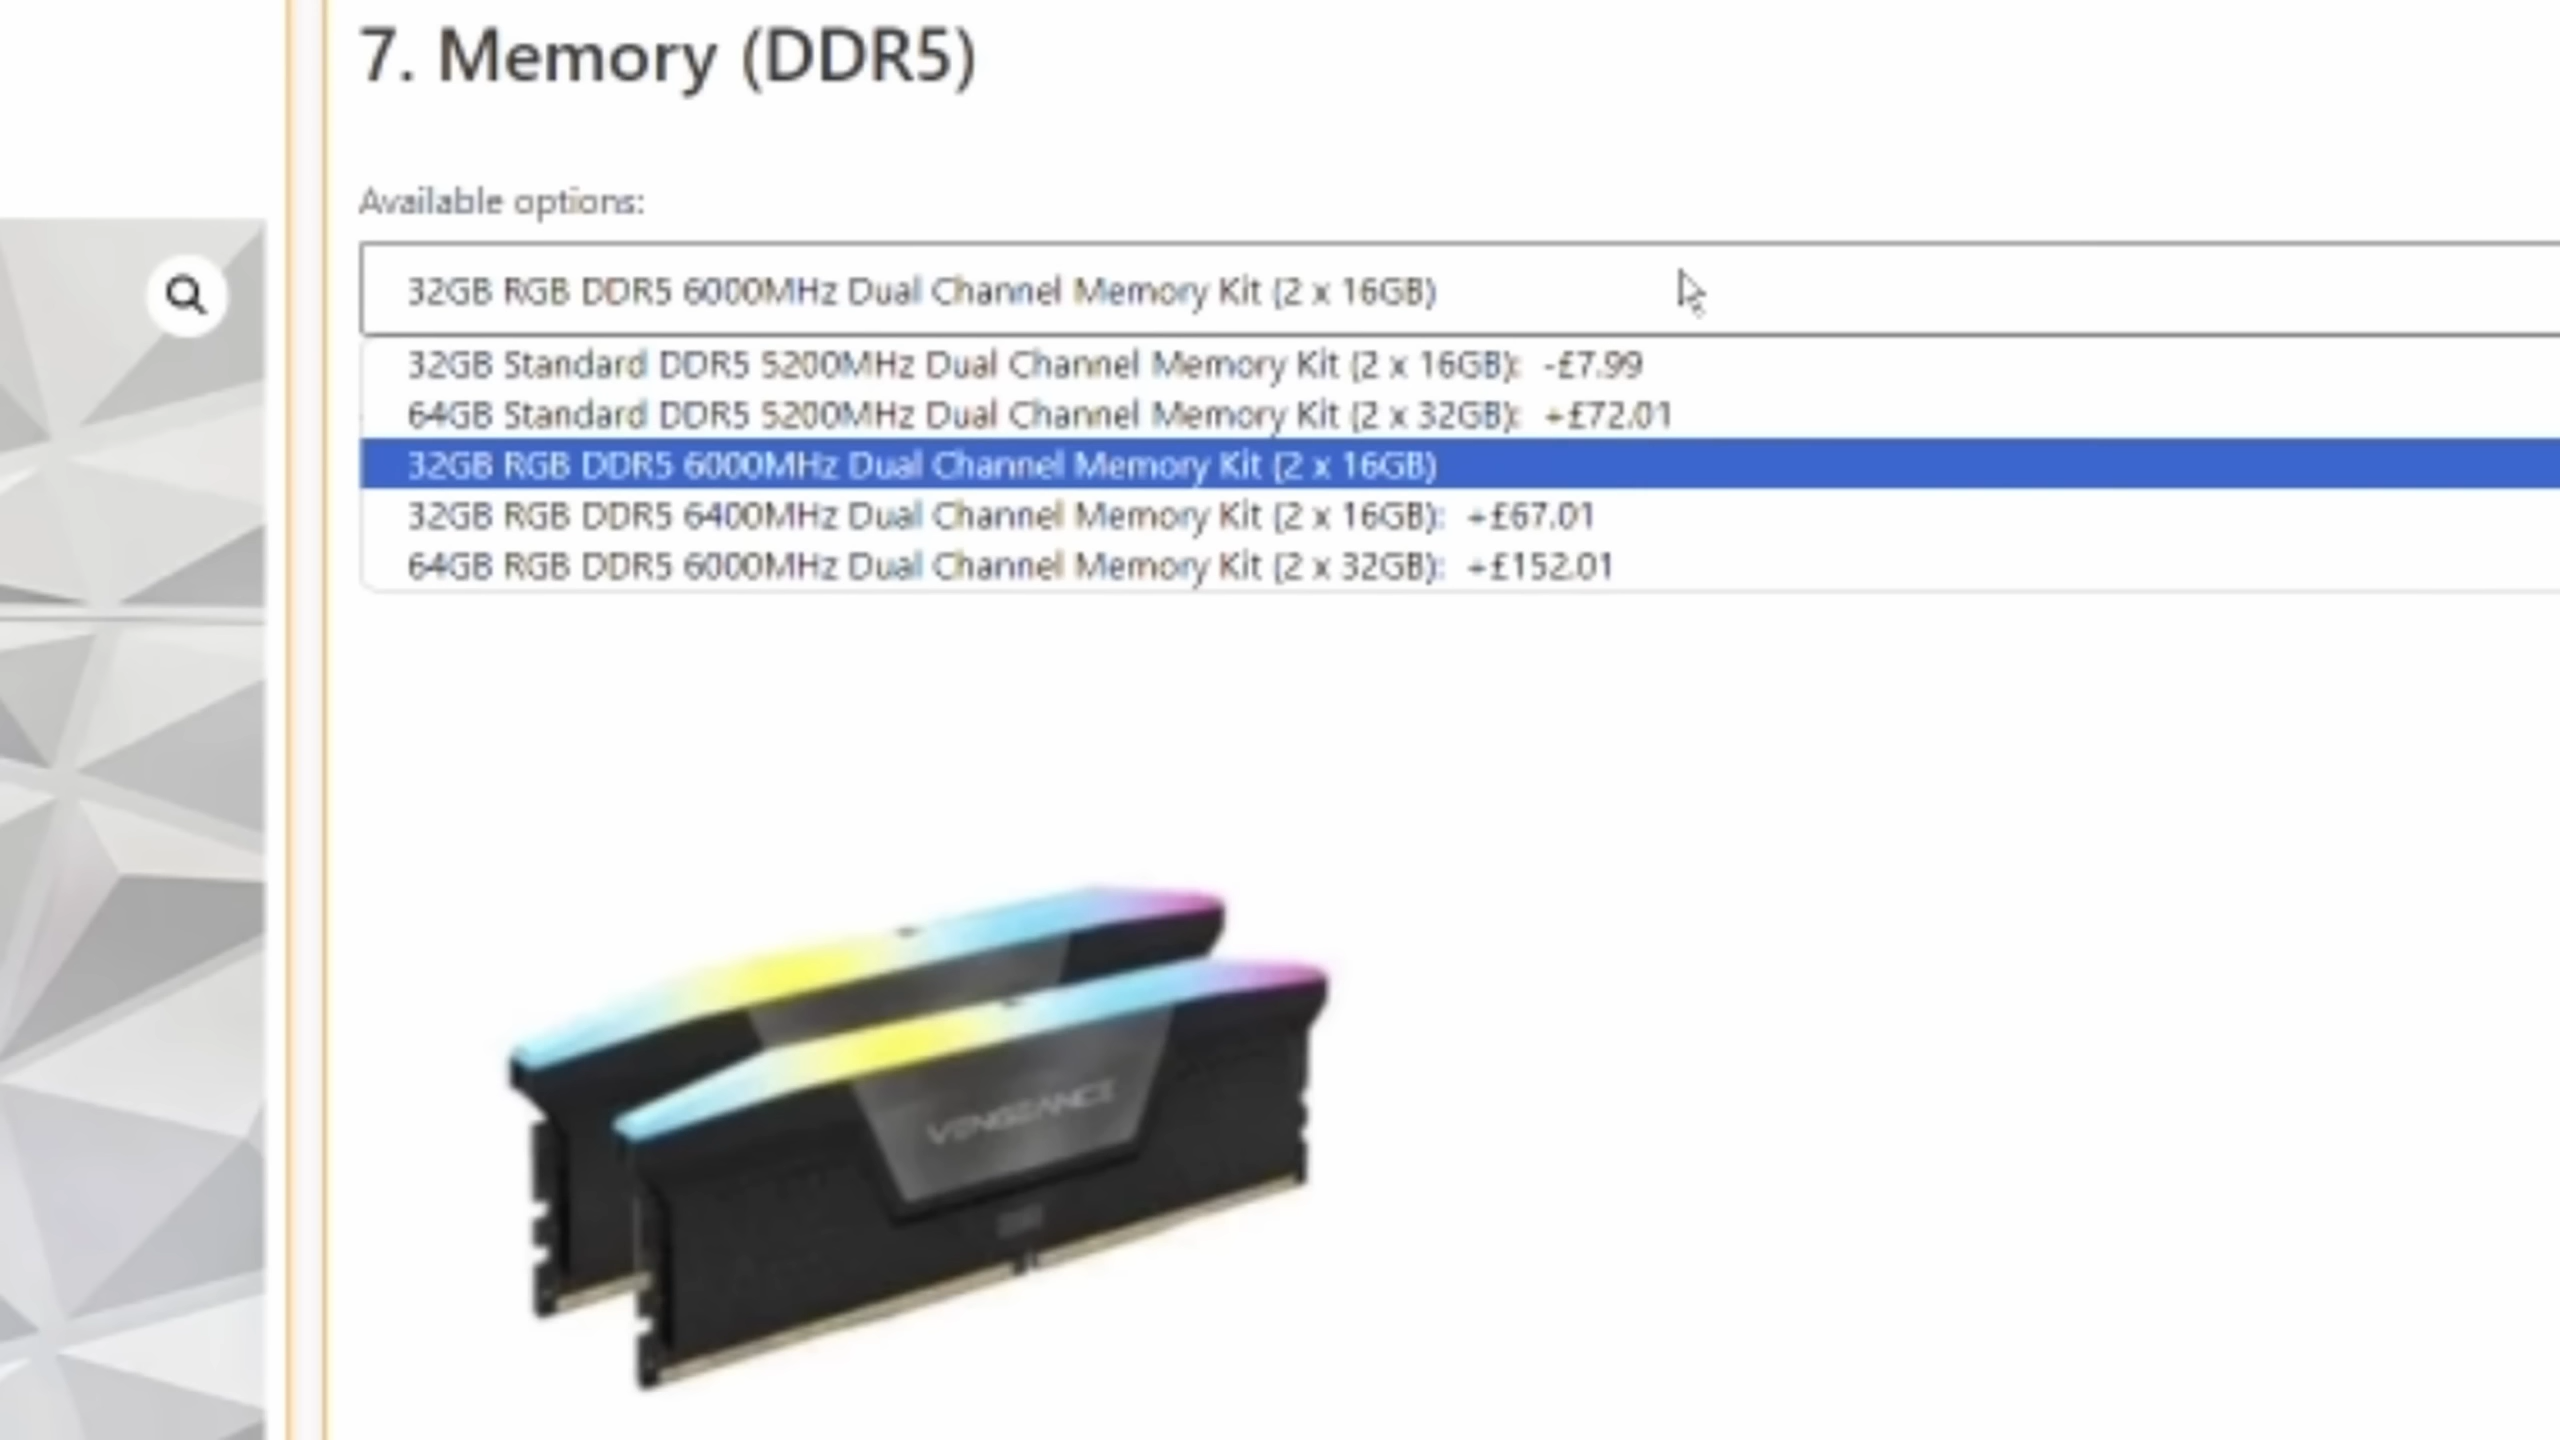 7. Memory (DDR5)
Available options:
32GB RGB DDR5 6000MHz Dual Channel Memory Kit (2 x 16GB)
32GB Standard DDR5 5200MHz Dual Channel Memory Kit (2 x 16GB): -£7.99
64GB Standard DDR5 5200MHz Dual Channel Memory Kit (2 x 32GB): +£72.01
32GB RGB DDR5 6000MHz Dual Channel Memory Kit (2 x 16GB)
32GB RGB DDR5 6400MHz Dual Channel Memory Kit (2 x 16GB): +£67.01
64GB RGB DDR5 6000MHz Dual Channel Memory Kit (2 x 32GB): +£152.01
VENGEANCE